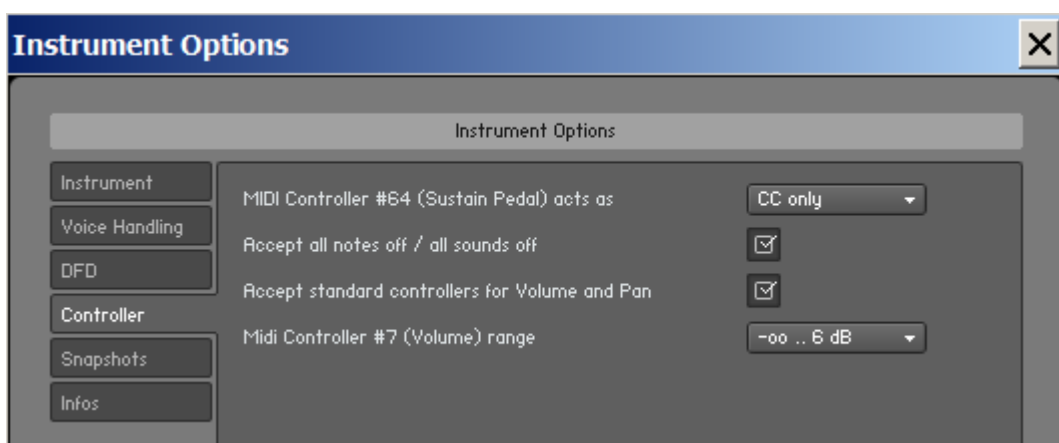 Instrument Options
Instrument Options
Instrument
Voice Handling
DFD
Controller
Snapshots
Infos
MIDI Controller #64 (Sustain Pedal) acts as CC only
Accept all notes off / all sounds off
Accept standard controllers for Volume and Pan
Midi Controller #7 (Volume) range -oo .. 6 dB